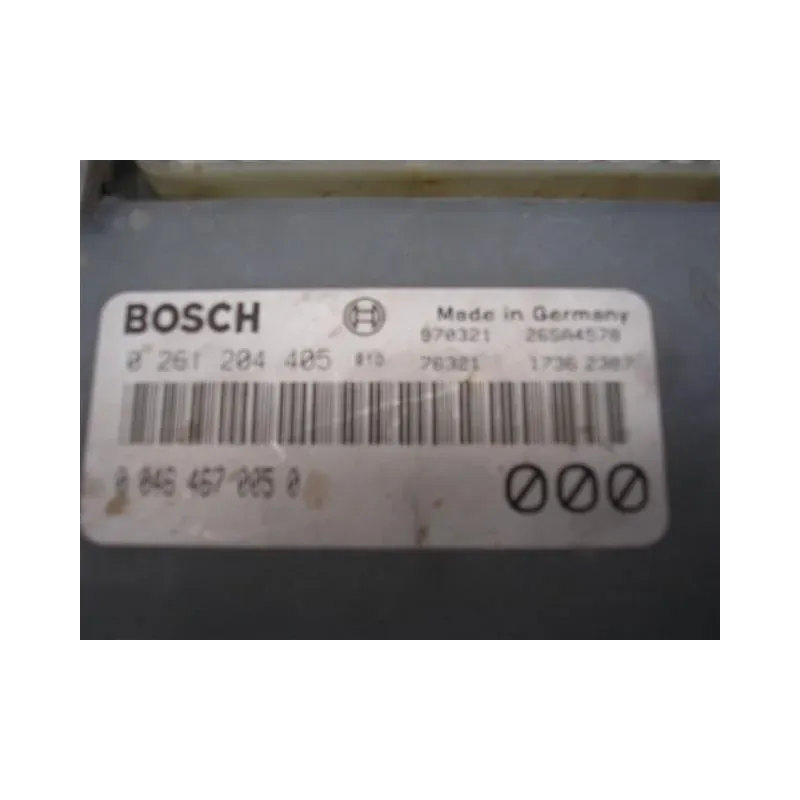 BOSCH Made in Germany
970321 26SA4578
0 261 204 405 76321 1736 2387
0 046 467 005 0 000